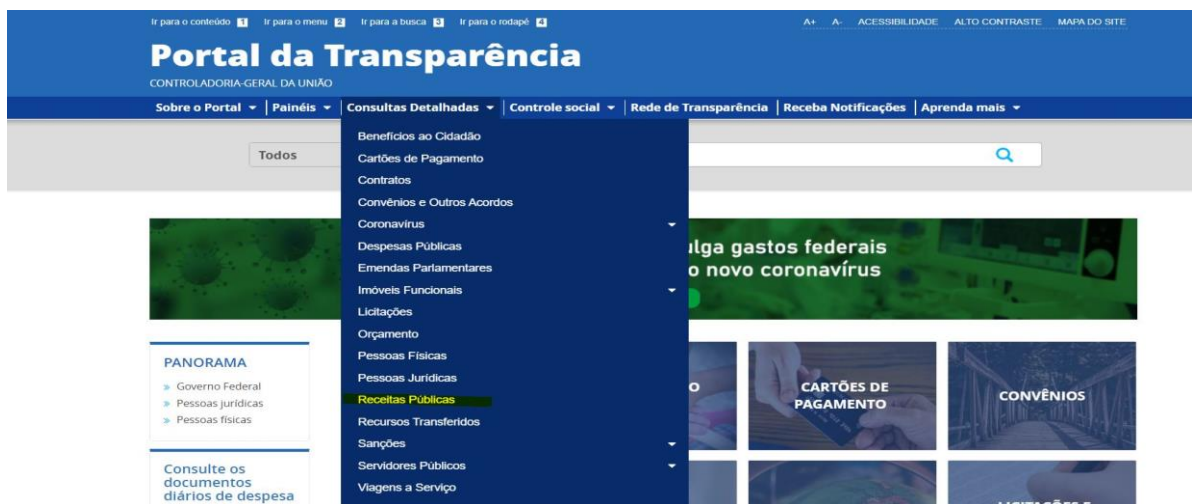 Ir para o conteúdo 1 Ir para o menu 2 Ir para a busca 3 Ir para o rodapé 4 A+ A- ACESSIBILIDADE ALTO CONTRASTE MAPA DO SITE
Portal da Transparência
CONTROLADORIA-GERAL DA UNIÃO
Sobre o Portal Painéis Consultas Detalhadas Controle social Rede de Transparência Receba Notificações Aprenda mais
Todos
Benefícios ao Cidadão
Cartões de Pagamento
Contratos
Convênios e Outros Acordos
Coronavírus
Despesas Públicas
Emendas Parlamentares
Imóveis Funcionais
Licitações
Orçamento
Pessoas Físicas
Pessoas Jurídicas
Receitas Públicas
Recursos Transferidos
Sanções
Servidores Públicos
Viagens a Serviço
gastos federais
novo coronavírus
PANORAMA
» Governo Federal
» Pessoas jurídicas
» Pessoas físicas
Consulte os
documentos
diários de despesa
CARTÕES DE
PAGAMENTO
CONVÊNIOS